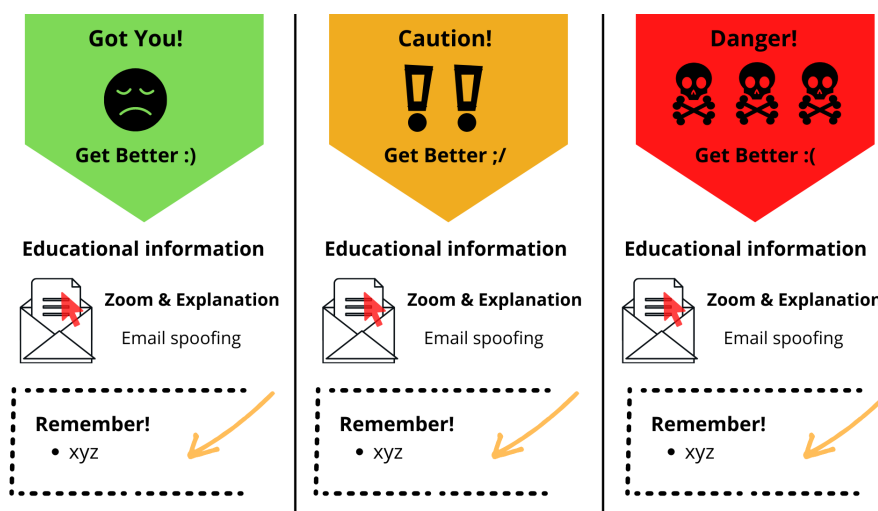 Got You!
Get Better :)
Educational information
Zoom & Explanation
Email spoofing
Remember!
• xyz
Caution!
!!
Get Better ;/
Educational information
Zoom & Explanation
Email spoofing
Remember!
• xyz
Danger!
Get Better :(
Educational information
Zoom & Explanation
Email spoofing
Remember!
• xyz